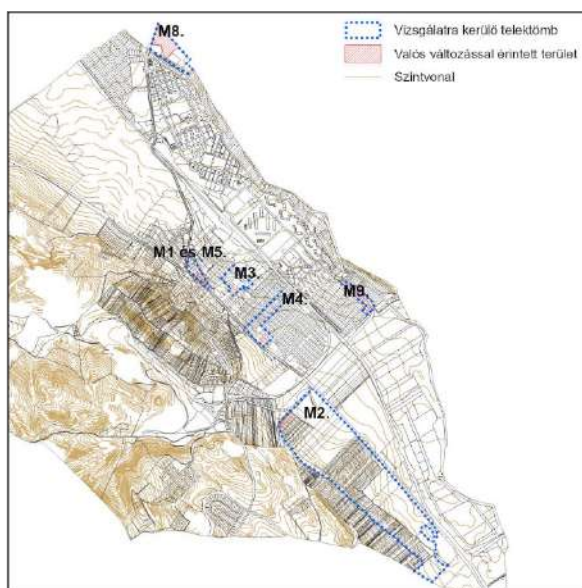 M8.
Vizsgálatra kerülő telektömb
Valós változással érintett terület
Szintvonal
M1 és M5.
M3.
M4.
M9.
M2.